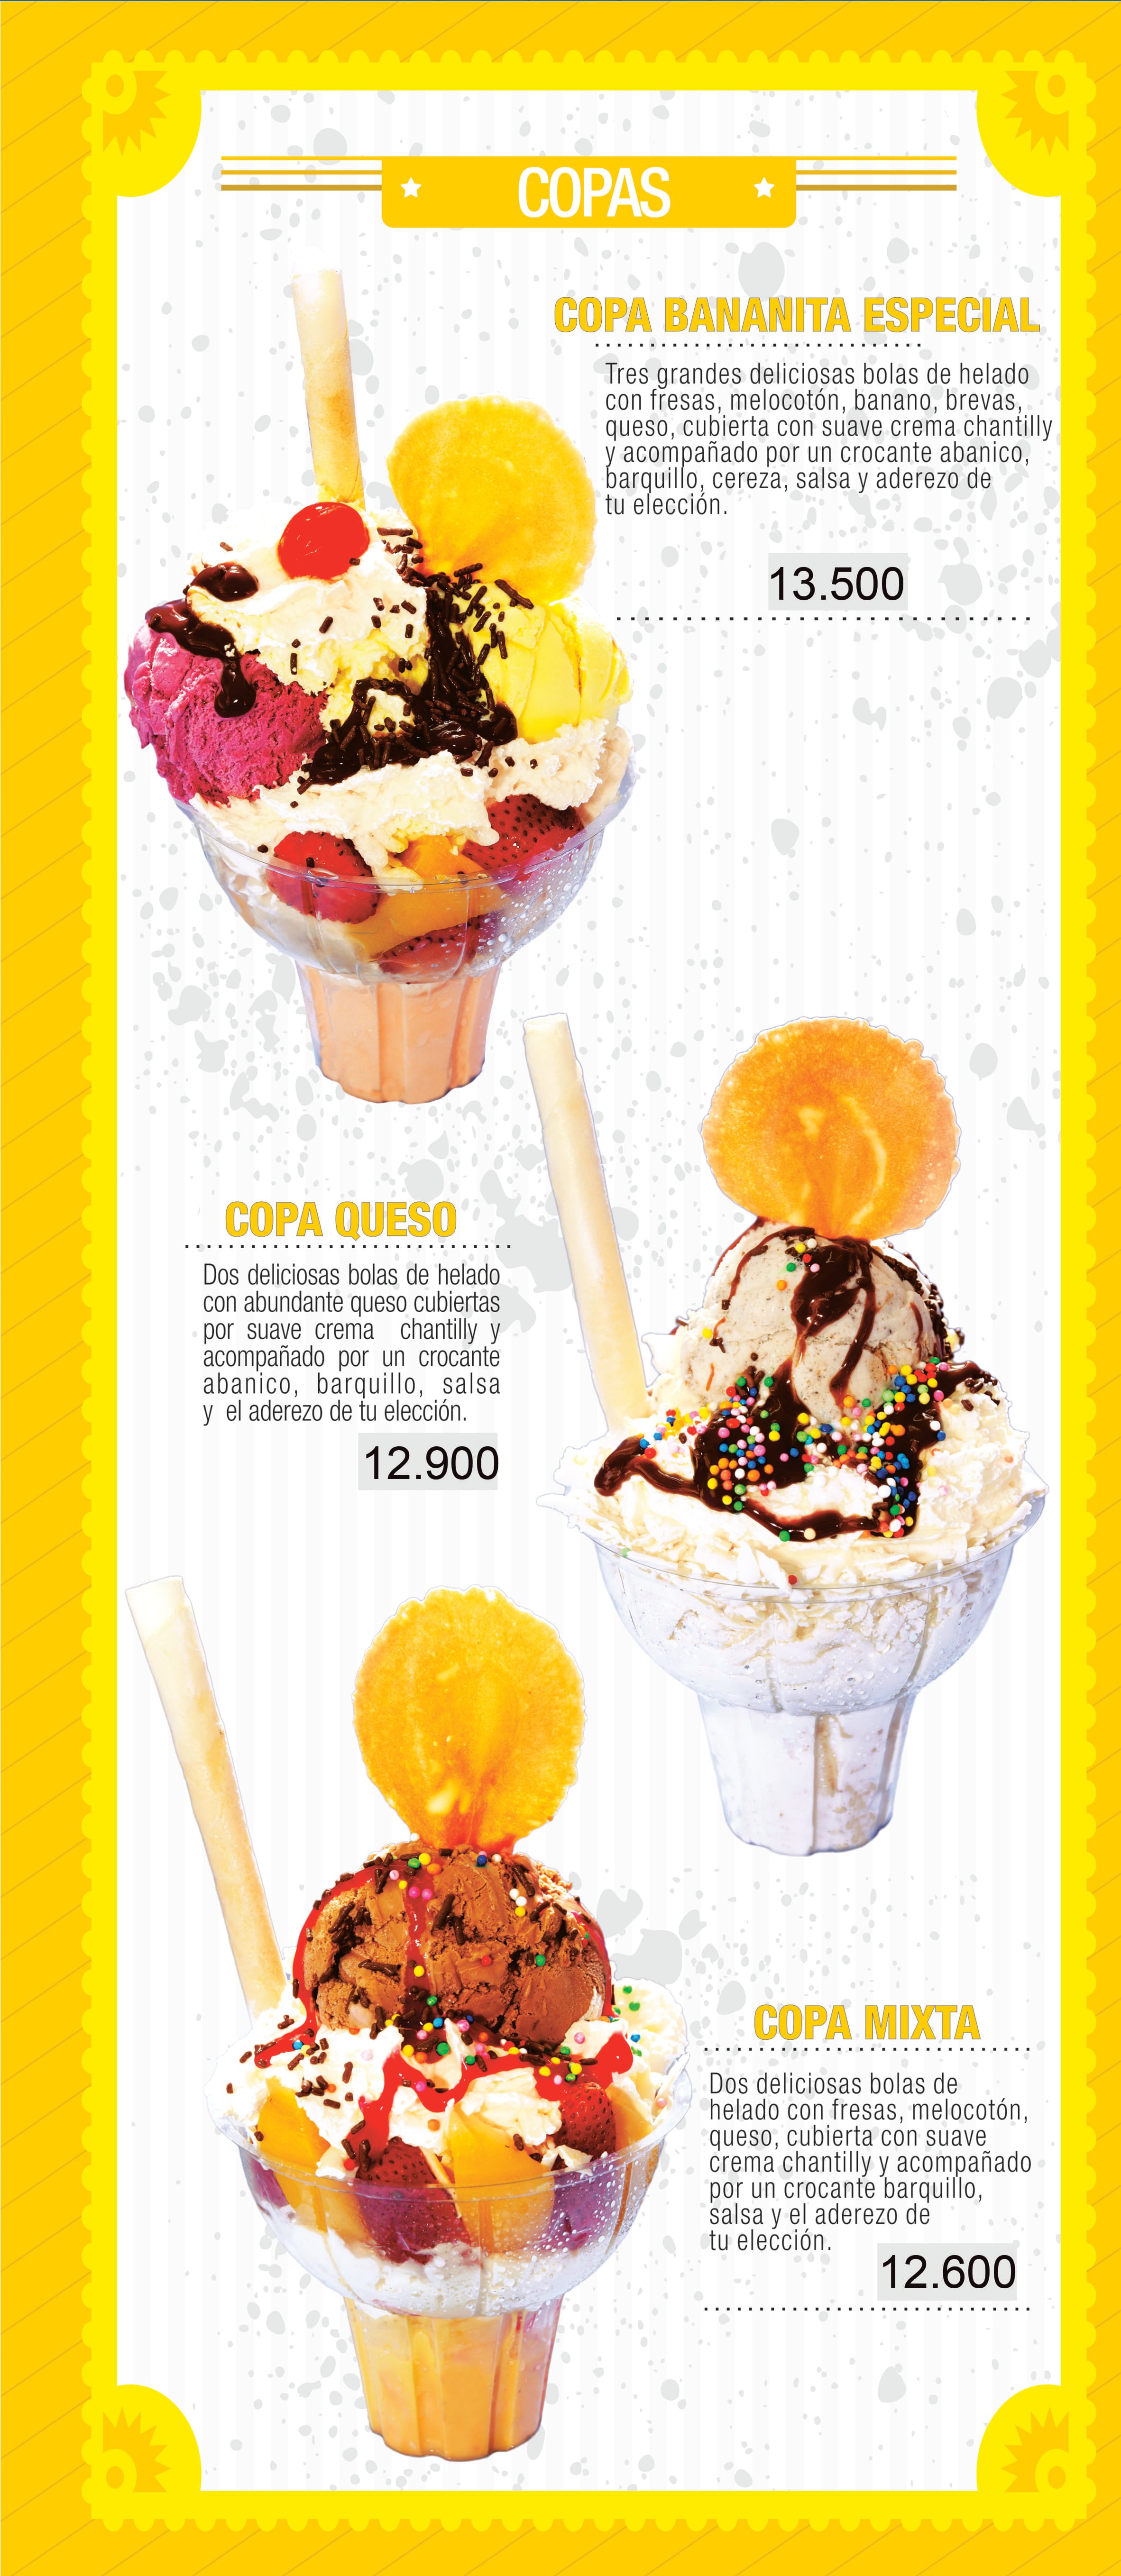 COPAS
COPA BANANITA ESPECIAL
Tres grandes deliciosas bolas de helado
con fresas, melocotón, banano, brevas,
queso, cubierta con suave crema chantilly
y acompañado por un crocante abanico,
barquillo, cereza, salsa y aderezo de
tu elección.
13.500
COPA QUESO
Dos deliciosas bolas de helado
con abundante queso cubiertas
por suave crema chantilly y
acompañado por un crocante
abanico, barquillo, salsa
y el aderezo de tu elección.
12.900
COPA MIXTA
Dos deliciosas bolas de
helado con fresas, melocotón,
queso, cubierta con suave
crema chantilly y acompañado
por un crocante barquillo,
salsa y el aderezo de
tu elección.
12.600